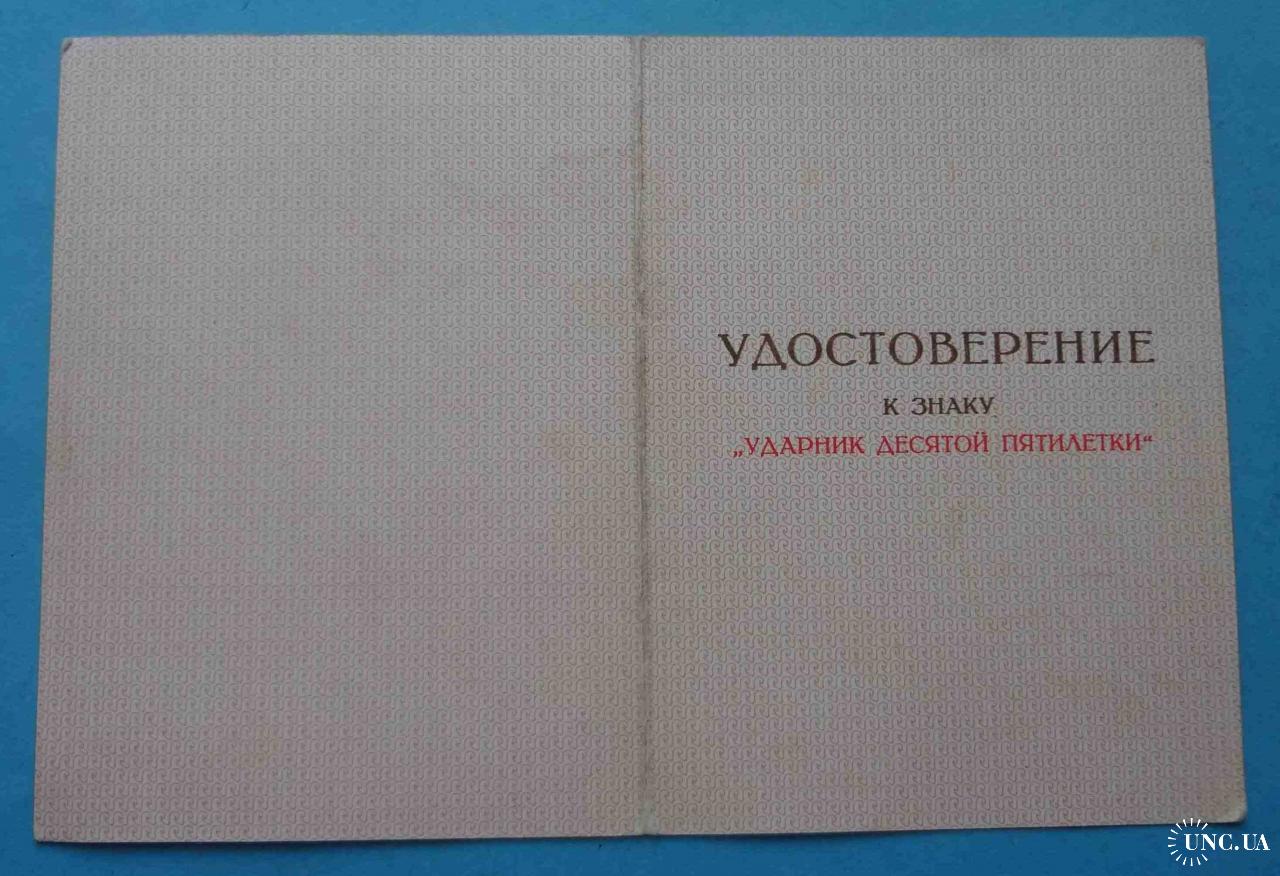 УДОСТОВЕРЕНИЕ
К ЗНАКУ
„УДАРНИК ДЕСЯТОЙ ПЯТИЛЕТКИ“
UNC.UA